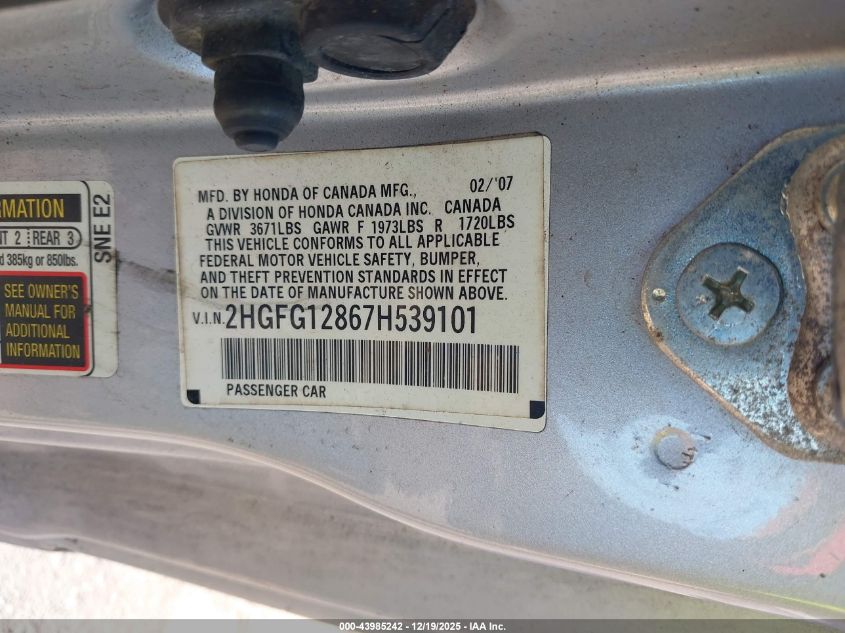 RMATION
NT 2 REAR 3
d 385kg or 850lbs.
SEE OWNER'S
MANUAL FOR
ADDITIONAL
INFORMATION
SNE E2
MFD. BY HONDA OF CANADA MFG., 02/'07
A DIVISION OF HONDA CANADA INC. CANADA
GVWR 3671LBS GAWR F 1973LBS R 1720LBS
THIS VEHICLE CONFORMS TO ALL APPLICABLE
FEDERAL MOTOR VEHICLE SAFETY, BUMPER,
AND THEFT PREVENTION STANDARDS IN EFFECT
ON THE DATE OF MANUFACTURE SHOWN ABOVE.
V.I.N. 2HGFG12867H539101
PASSENGER CAR
000-43985242 - 12/19/2025 - IAA Inc.